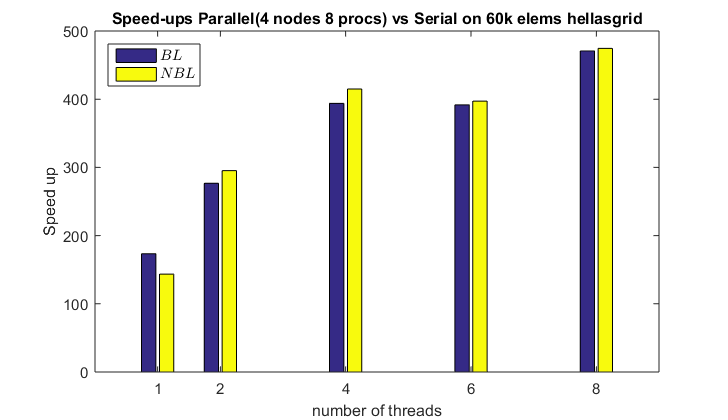 Speed-ups Parallel(4 nodes 8 procs) vs Serial on 60k elems hellasgrid
500
BL
NBL
400
300
Speed up
200
100
0
1 2 4 6 8
number of threads